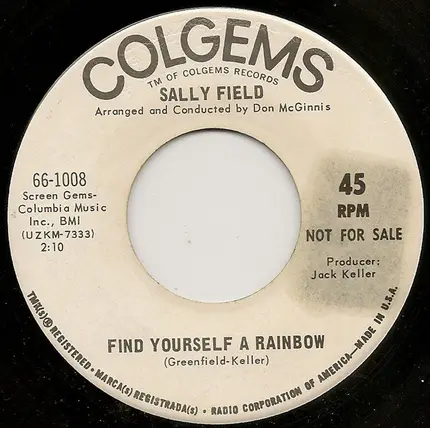 COLGEMS
TM OF COLGEMS RECORDS
SALLY FIELD
Arranged and Conducted by Don McGinnis
66-1008
Screen Gems-
Columbia Music
Inc., BMI
(UZKM-7333)
2:10
45
RPM
NOT FOR SALE
Producer:
Jack Keller
FIND YOURSELF A RAINBOW
(Greenfield-Keller)
TMK(s) ® REGISTERED • MARCA(s) REGISTRADA(s) • RADIO CORPORATION OF AMERICA—MADE IN U.S.A.